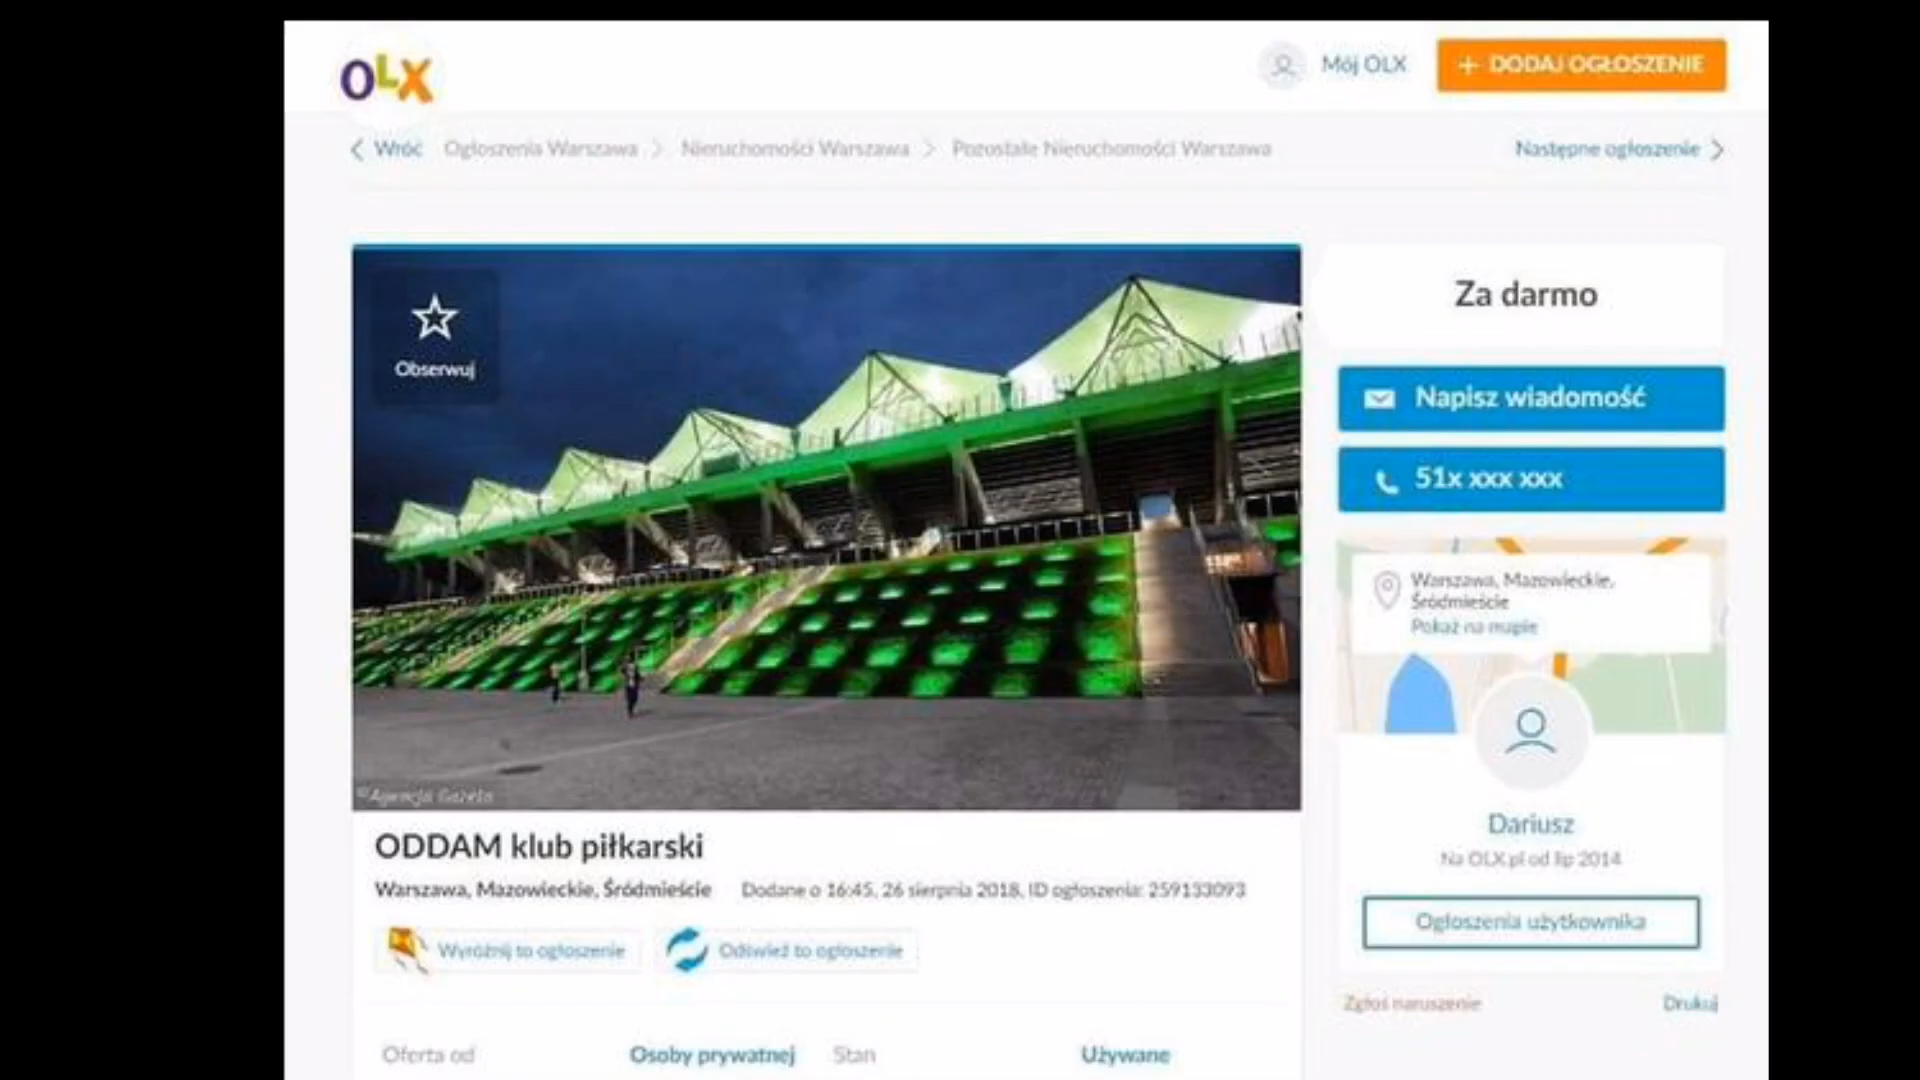 OLX
Mój OLX
+ DODAJ OGŁOSZENIE
Wróć Ogłoszenia Warszawa > Nieruchomości Warszawa > Pozostałe Nieruchomości Warszawa
Następne ogłoszenie >
Obserwuj
©Agencja Gazeta
Za darmo
Napisz wiadomość
51x xxx xxx
Warszawa, Mazowieckie,
Śródmieście
Pokaż na mapie
Dariusz
Na OLX.pl od lip 2014
Ogłoszenia użytkownika
Zgłoś naruszenie
Drukuj
ODDAM klub piłkarski
Warszawa, Mazowieckie, Śródmieście Dodane o 16:45, 26 sierpnia 2018, ID ogłoszenia: 259133093
Wyróżnij to ogłoszenie
Odśwież to ogłoszenie
Oferta od Osoby prywatnej Stan Używane